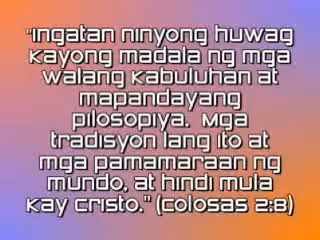 "Ingatan ninyong huwag
kayong madala ng mga
walang kabuluhan at
mapandayang
pilosopiya. Mga
tradisyon lang ito at
mga pamamaraan ng
mundo, at hindi mula
kay Cristo." (Colosas 2:8)